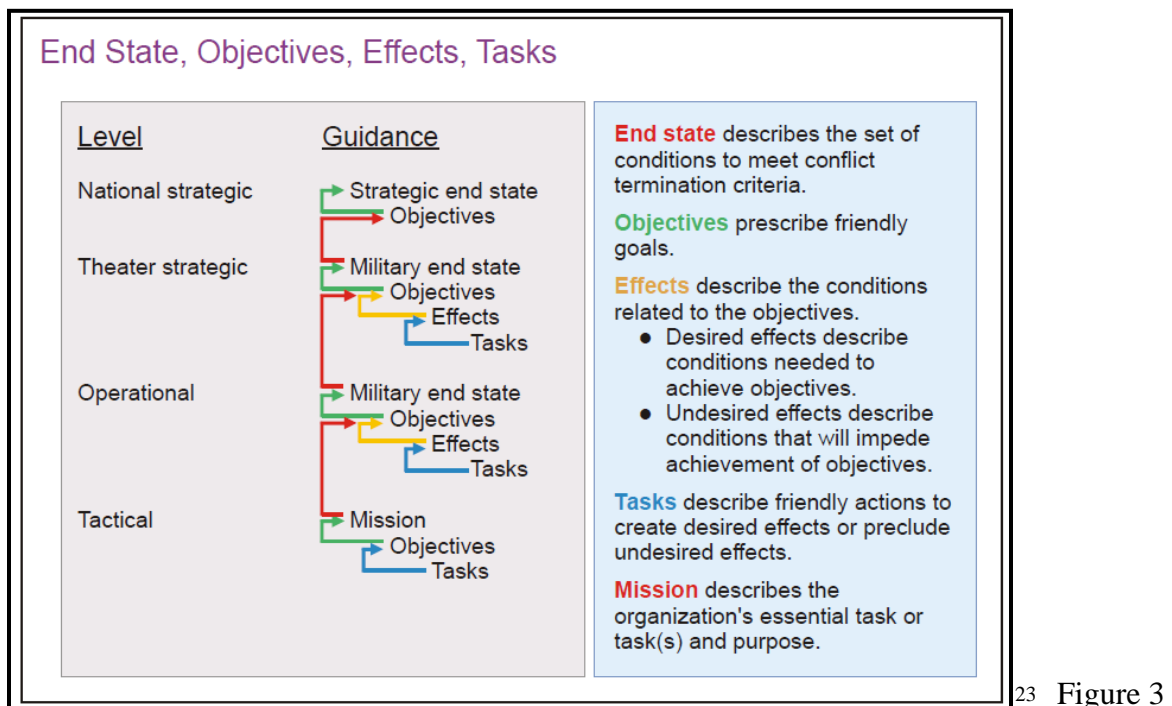 End State, Objectives, Effects, Tasks
Level
Guidance
National strategic
Strategic end state
Objectives
Theater strategic
Military end state
Objectives
Effects
Tasks
Operational
Military end state
Objectives
Effects
Tasks
Tactical
Mission
Objectives
Tasks
End state describes the set of
conditions to meet conflict
termination criteria.
Objectives prescribe friendly
goals.
Effects describe the conditions
related to the objectives.
● Desired effects describe
conditions needed to
achieve objectives.
● Undesired effects describe
conditions that will impede
achievement of objectives.
Tasks describe friendly actions to
create desired effects or preclude
undesired effects.
Mission describes the
organization's essential task or
task(s) and purpose.
23 Figure 3